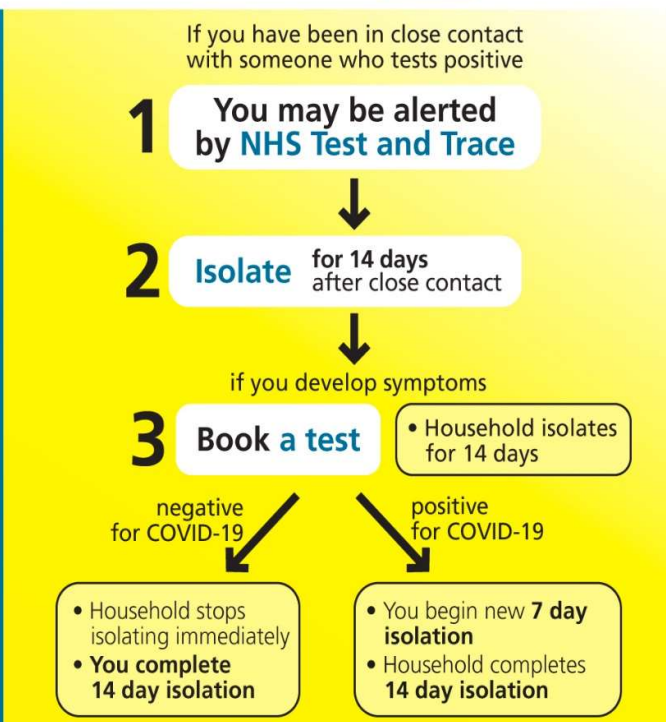 If you have been in close contact
with someone who tests positive
1 You may be alerted
by NHS Test and Trace
2 Isolate for 14 days
after close contact
if you develop symptoms
3 Book a test
• Household isolates
for 14 days
negative
for COVID-19
positive
for COVID-19
• Household stops
isolating immediately
• You complete
14 day isolation
• You begin new 7 day
isolation
• Household completes
14 day isolation